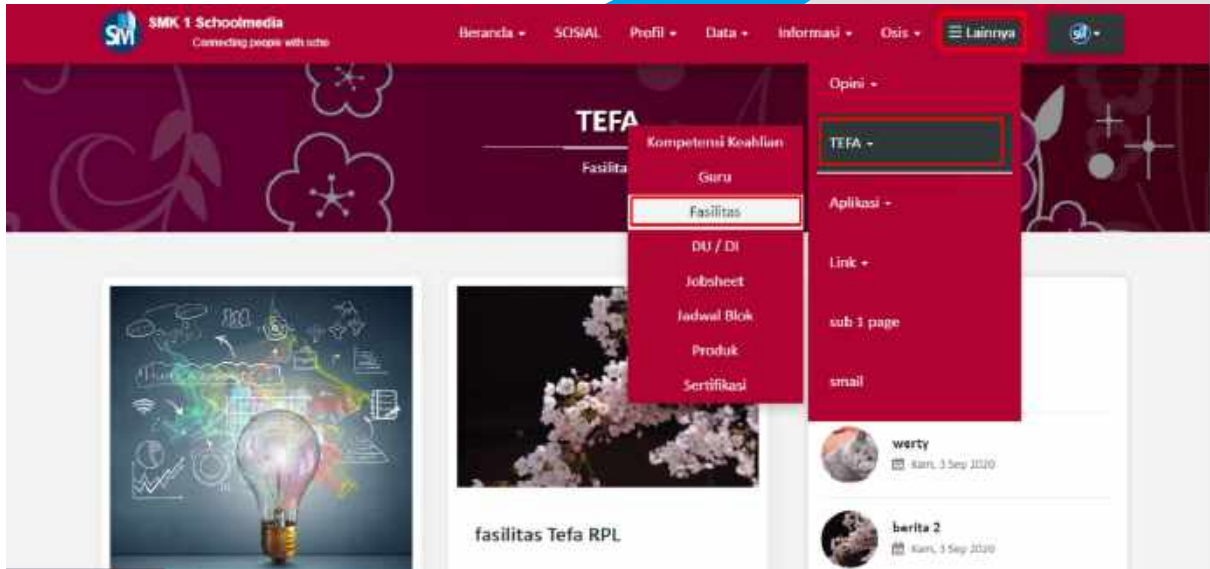 SMK 1 Schoolmedia
Connecting people with scho
Beranda
SOSIAL
Profil
Data
Informasi
Osis
Lainnya
TEFA
Fasilita
Opini
TEFA
Aplikasi
Link
sub 1 page
smail
Kompetensi Keahlian
Guru
Fasilitas
DU / DI
Jobsheet
Jadwal Blok
Produk
Sertifikasi
fasilitas Tefa RPL
werty
Kam, 3 Sep 2020
berita 2
Kam, 3 Sep 2020